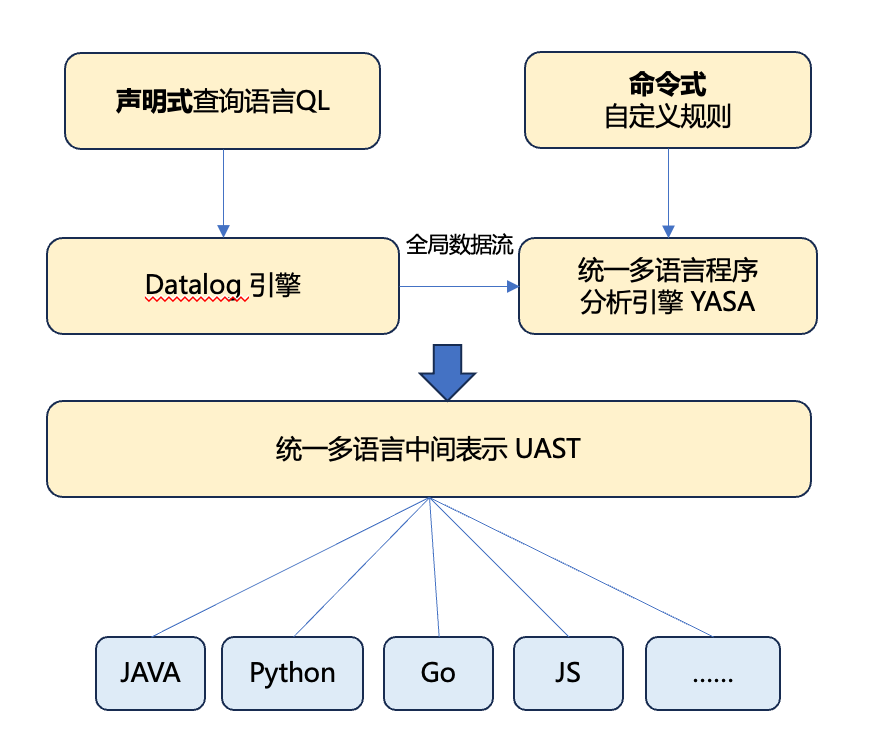 声明式查询语言QL
命令式
自定义规则
全局数据流
Datalog 引擎
统一多语言程序
分析引擎 YASA
统一多语言中间表示 UAST
JAVA
Python
Go
JS
......